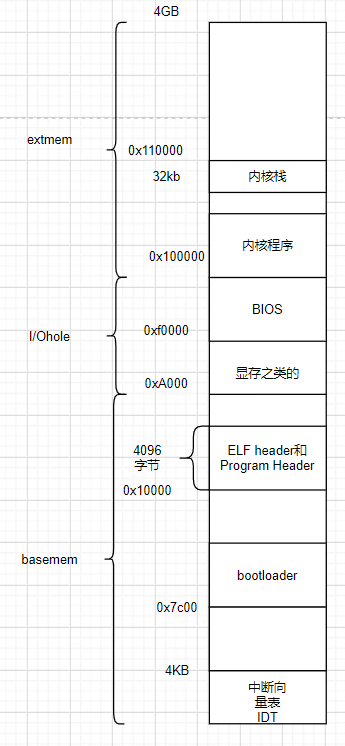 4GB
extmem
0x110000
32kb
内核栈
内核程序
0x100000
BIOS
I/Ohole
0xf0000
显存之类的
0xA000
4096
字节
ELF header和
Program Header
0x10000
basemem
bootloader
0x7c00
4KB
中断向
量表
IDT